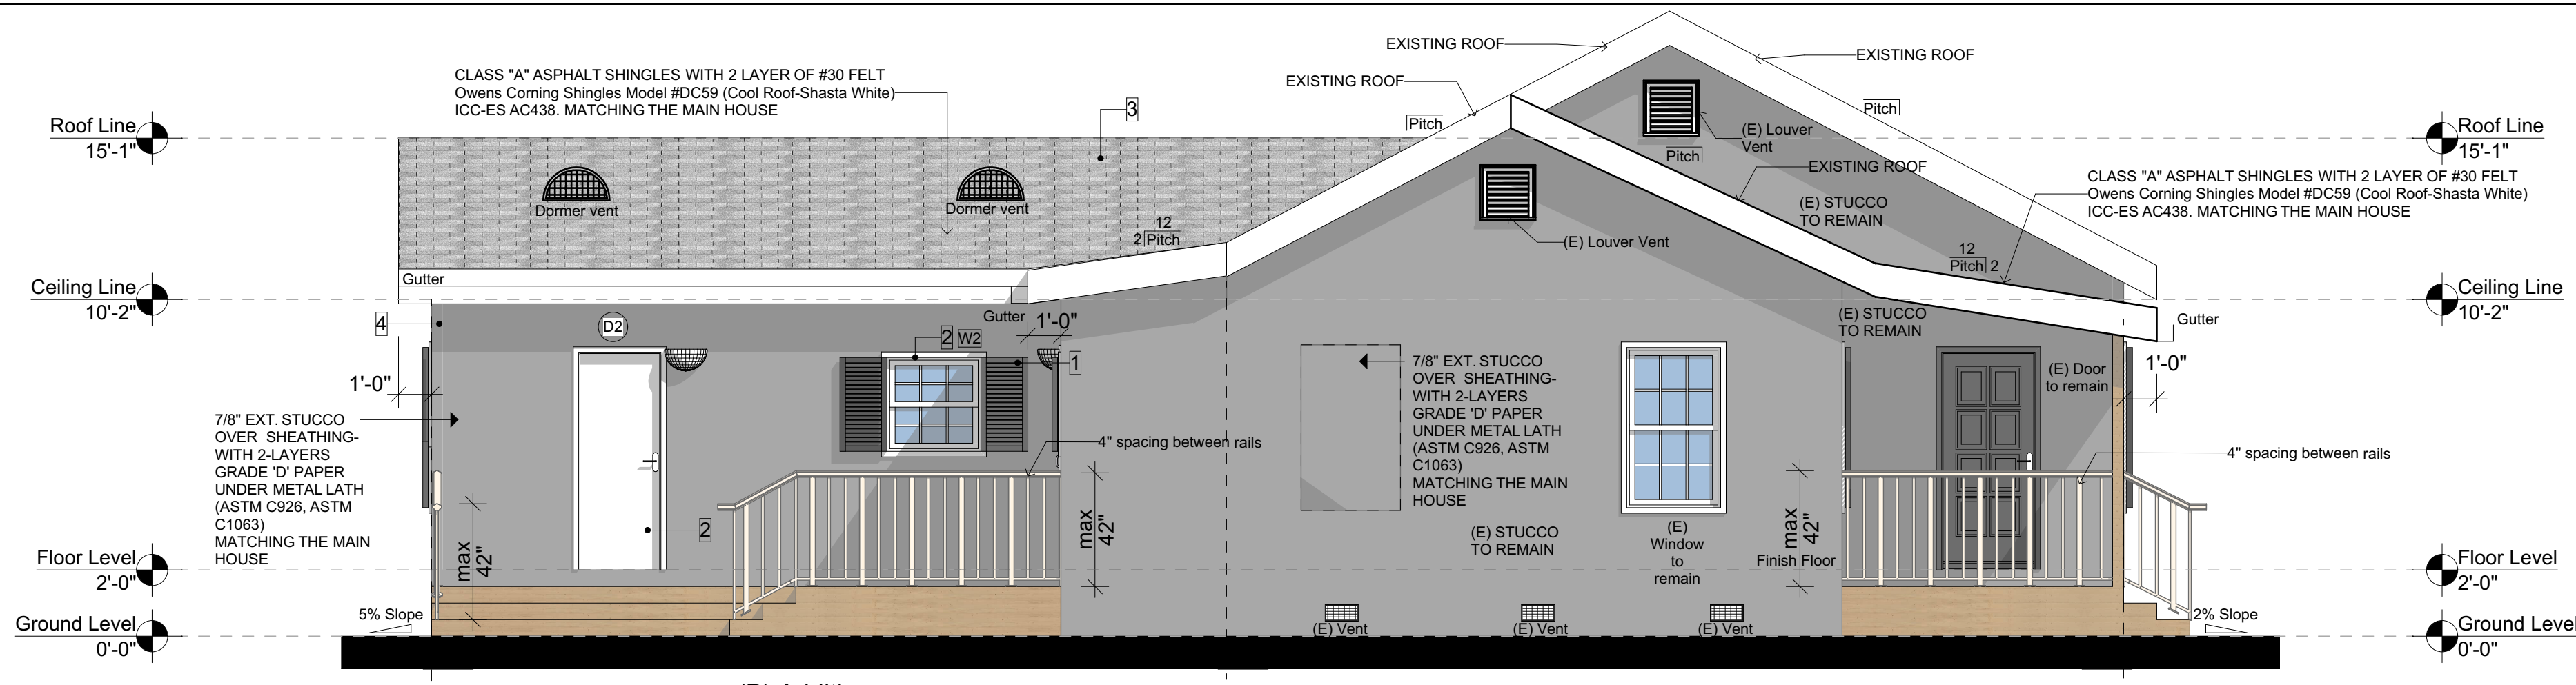 EXISTING ROOF
EXISTING ROOF
EXISTING ROOF
CLASS "A" ASPHALT SHINGLES WITH 2 LAYER OF #30 FELT
Owens Corning Shingles Model #DC59 (Cool Roof-Shasta White)
ICC-ES AC438. MATCHING THE MAIN HOUSE
3
Pitch
Pitch
Roof Line
15'-1"
(E) Louver
Vent
Pitch
EXISTING ROOF
Roof Line
15'-1"
CLASS "A" ASPHALT SHINGLES WITH 2 LAYER OF #30 FELT
Owens Corning Shingles Model #DC59 (Cool Roof-Shasta White)
ICC-ES AC438. MATCHING THE MAIN HOUSE
Dormer vent
Dormer vent
(E) STUCCO
TO REMAIN
12
2 Pitch
(E) Louver Vent
12
Pitch 2
Gutter
Ceiling Line
10'-2"
Ceiling Line
10'-2"
4
D2
Gutter
1'-0"
(E) STUCCO
TO REMAIN
Gutter
2 W2
1
1'-0"
7/8" EXT. STUCCO
OVER SHEATHING-
WITH 2-LAYERS
GRADE 'D' PAPER
UNDER METAL LATH
(ASTM C926, ASTM
C1063)
MATCHING THE MAIN
HOUSE
7/8" EXT. STUCCO
OVER SHEATHING-
WITH 2-LAYERS
GRADE 'D' PAPER
UNDER METAL LATH
(ASTM C926, ASTM
C1063)
MATCHING THE MAIN
HOUSE
(E) Door
to remain
1'-0"
4" spacing between rails
4" spacing between rails
2
max
42"
max
42"
max
42"
(E) STUCCO
TO REMAIN
(E)
Window
to
remain
Finish Floor
Floor Level
2'-0"
Floor Level
2'-0"
5% Slope
2% Slope
Ground Level
0'-0"
(E) Vent
(E) Vent
(E) Vent
Ground Level
0'-0"